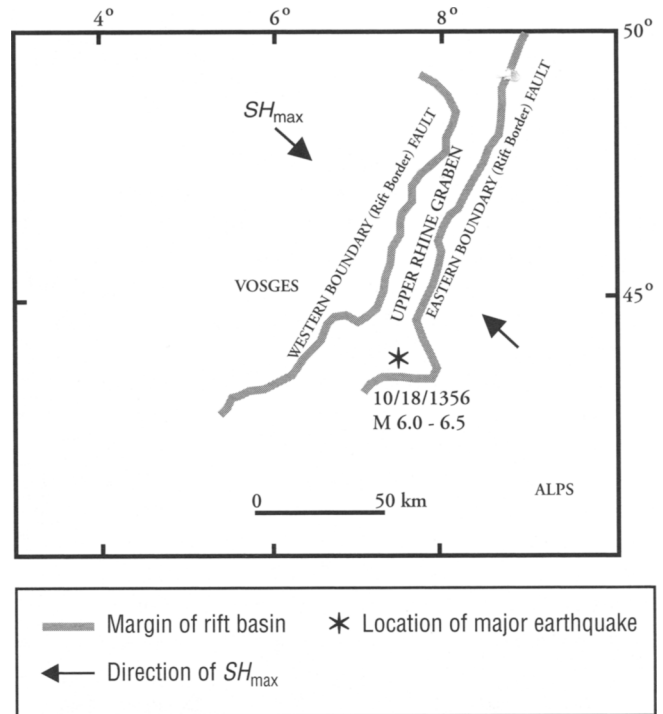 4° 8°
50°
SHmax
WESTERN BOUNDARY (Rift Border) FAULT
UPPER RHINE GRABEN
EASTERN BOUNDARY (Rift Border) FAULT
VOSGES
45°
10/18/1356
M 6.0 - 6.5
0 50 km
ALPS
4° 6° 8°
Margin of rift basin
Location of major earthquake
Direction of SHmax